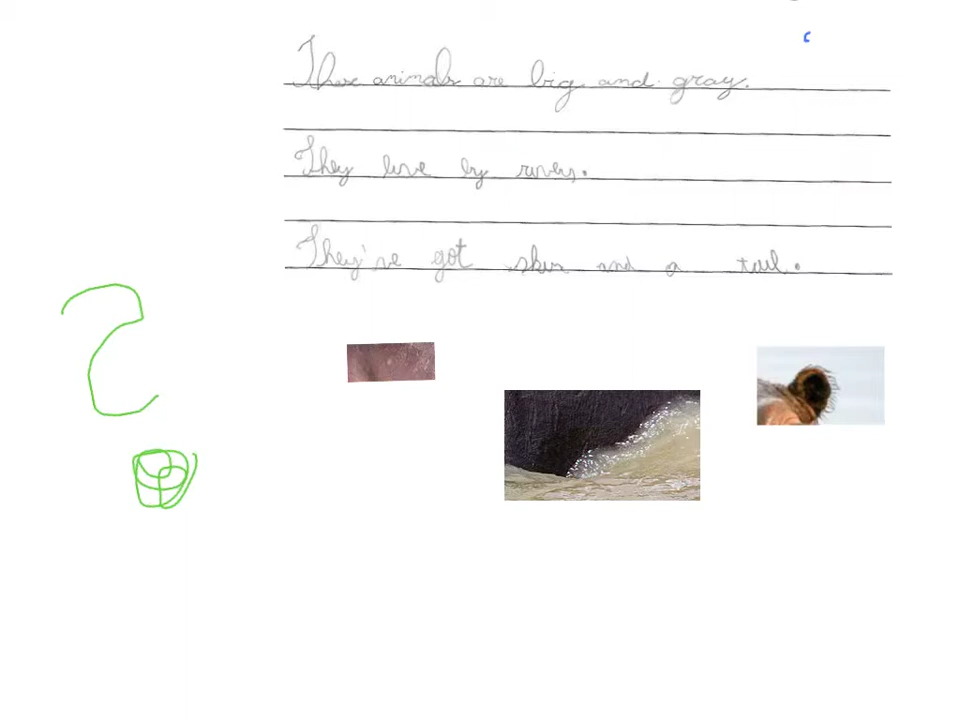 These animals are big and gray.
They live by rivers.
They've got skin and a tail.
?